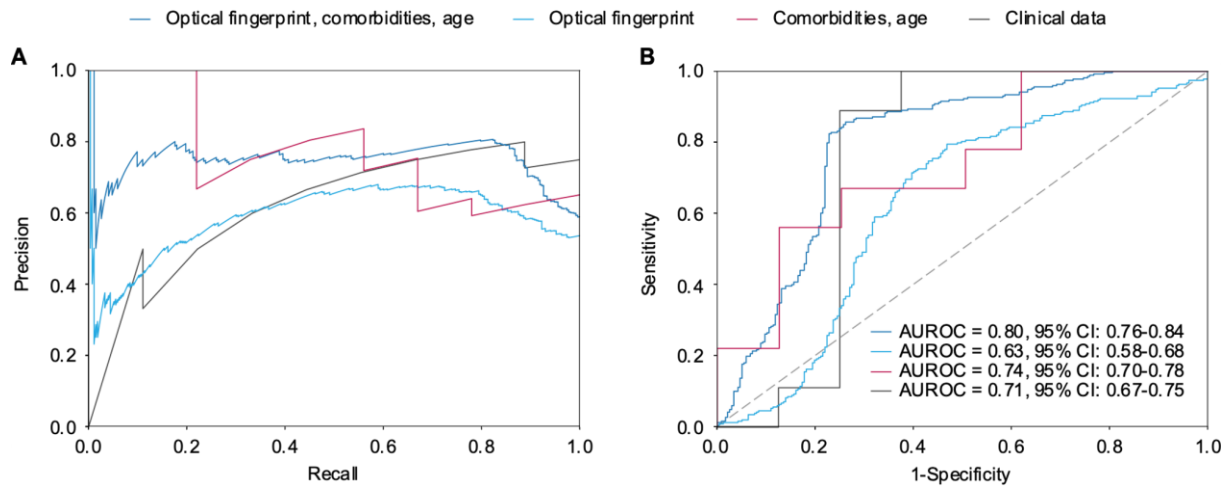 Optical fingerprint, comorbidities, age
Optical fingerprint
Comorbidities, age
Clinical data
A
1.0
0.8
0.6
0.4
0.2
0.0
Precision
0.0 0.2 0.4 0.6 0.8 1.0
Recall
B
1.0
0.8
0.6
0.4
0.2
0.0
Sensitivity
AUROC = 0.80, 95% CI: 0.76-0.84
AUROC = 0.63, 95% CI: 0.58-0.68
AUROC = 0.74, 95% CI: 0.70-0.78
AUROC = 0.71, 95% CI: 0.67-0.75
0.0 0.2 0.4 0.6 0.8 1.0
1-Specificity